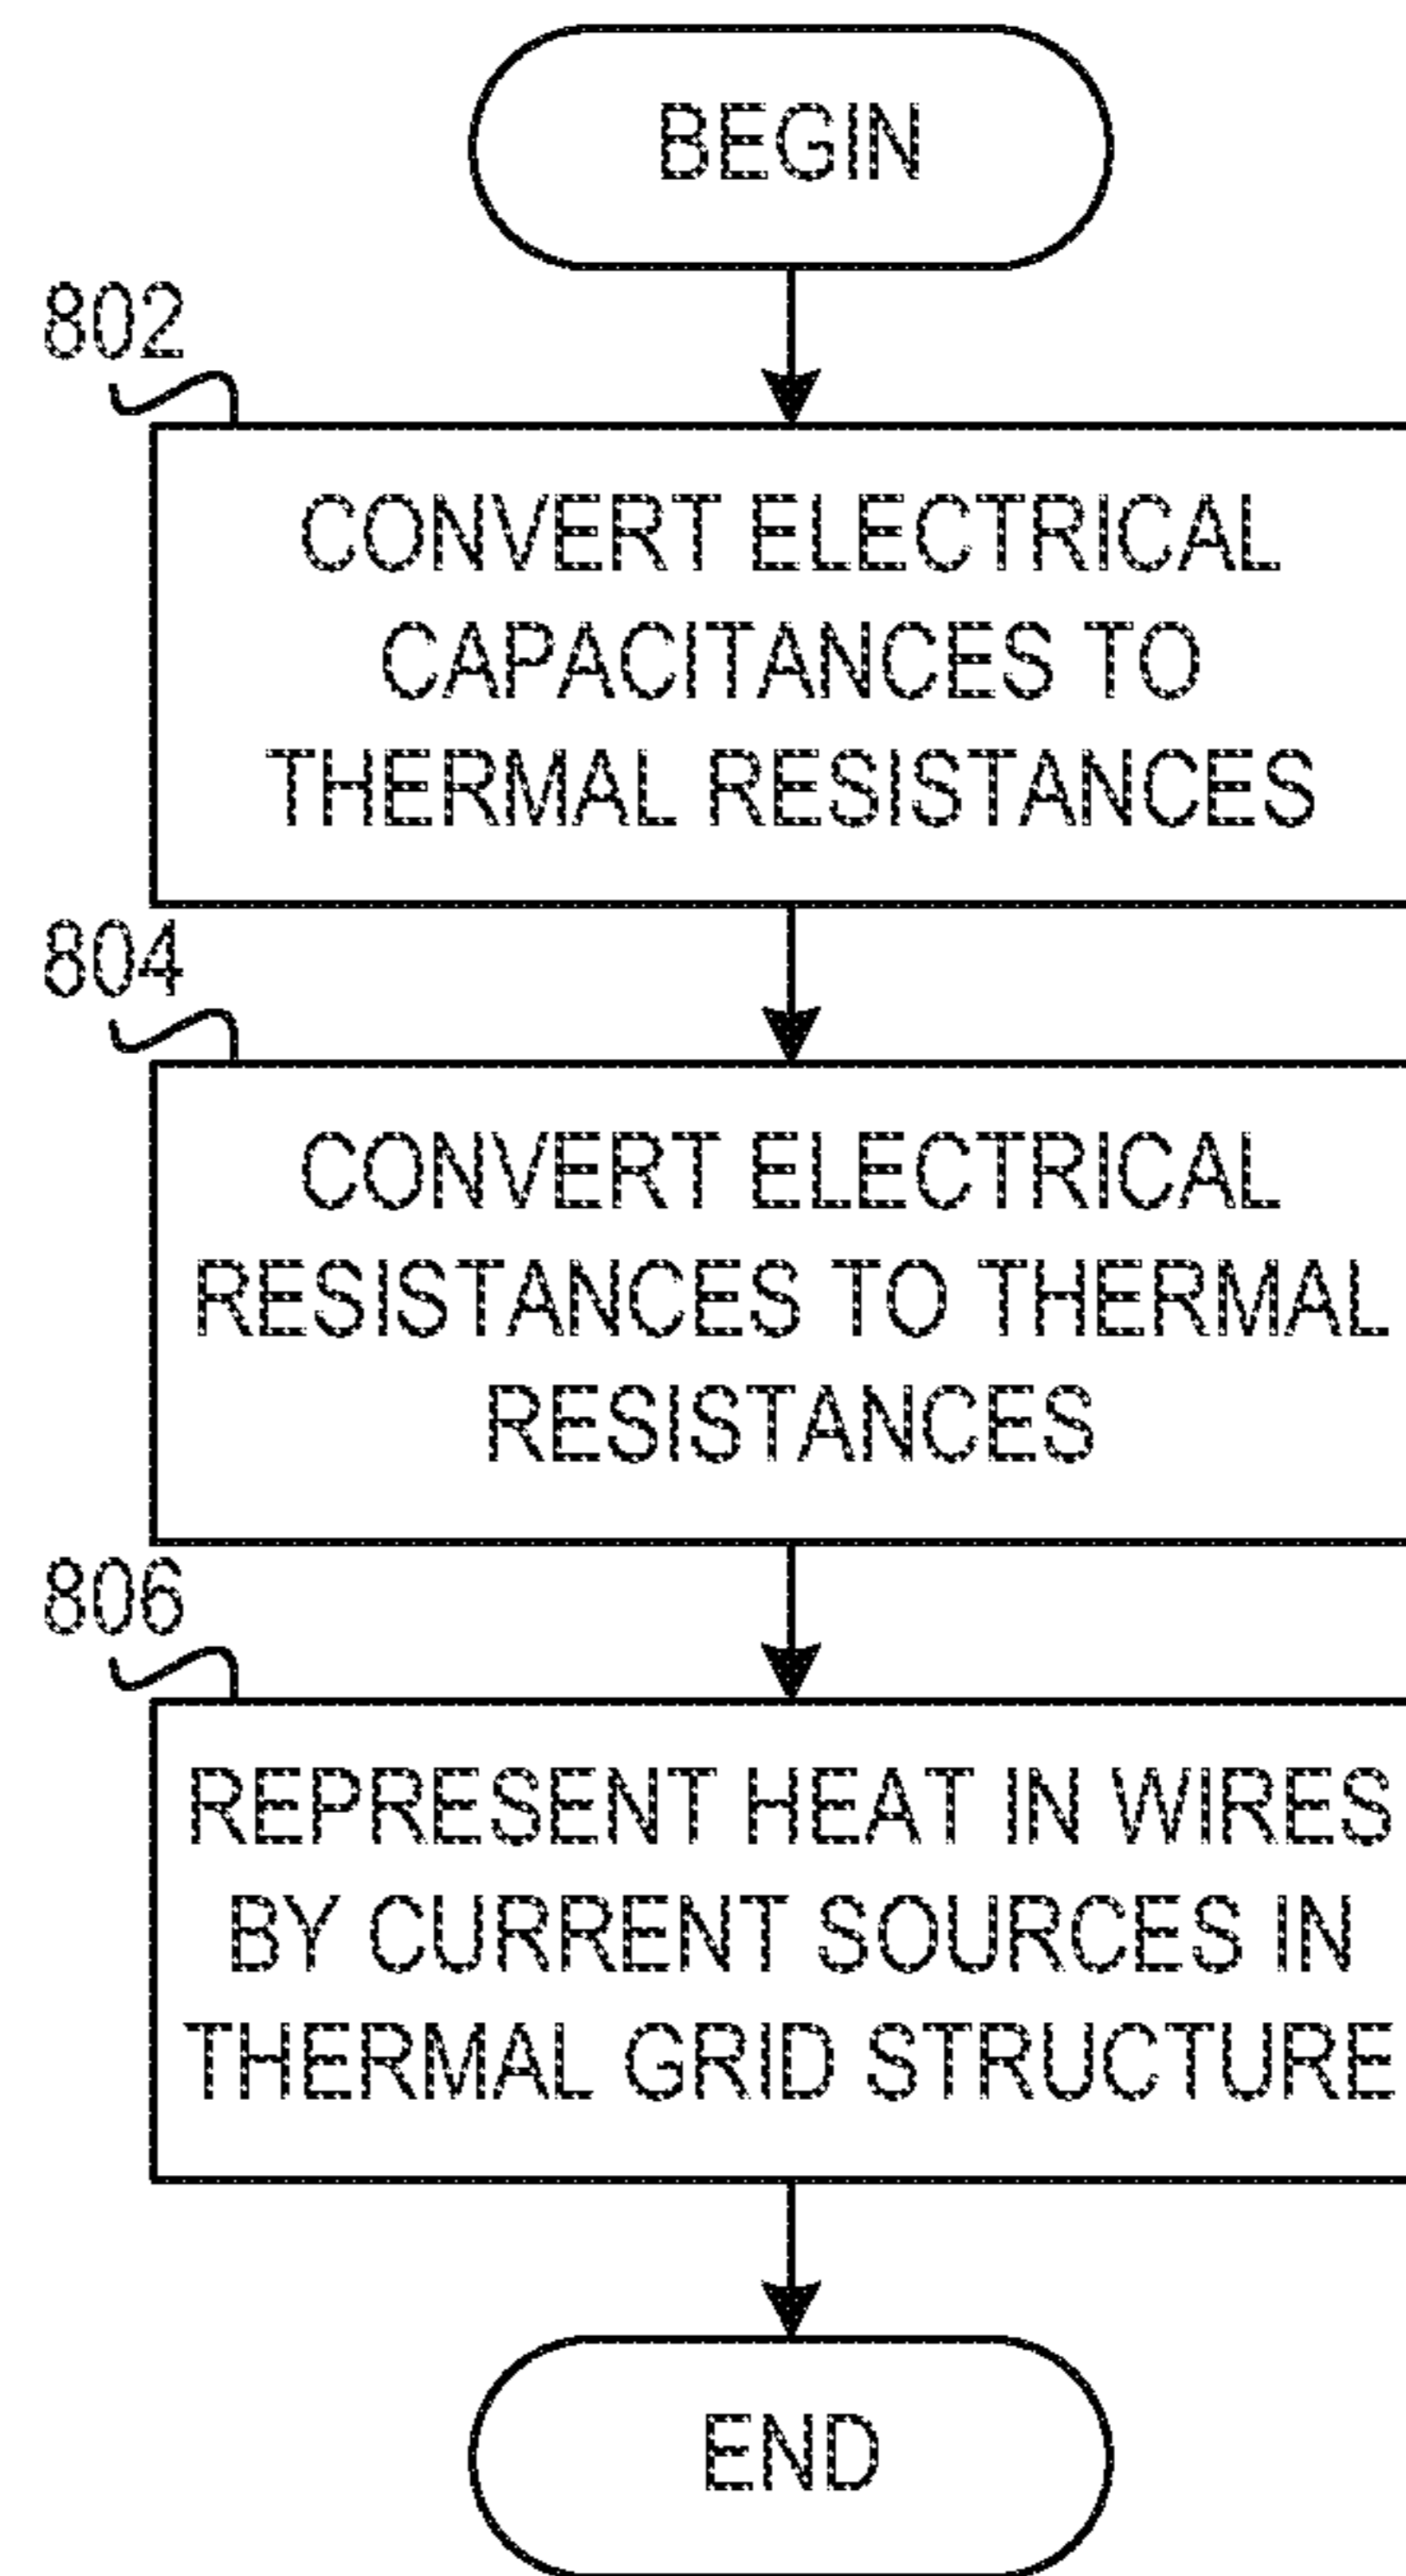 BEGIN
802
CONVERT ELECTRICAL
CAPACITANCES TO
THERMAL RESISTANCES
804
CONVERT ELECTRICAL
RESISTANCES TO THERMAL
RESISTANCES
806
REPRESENT HEAT IN WIRES
BY CURRENT SOURCES IN
THERMAL GRID STRUCTURE
END